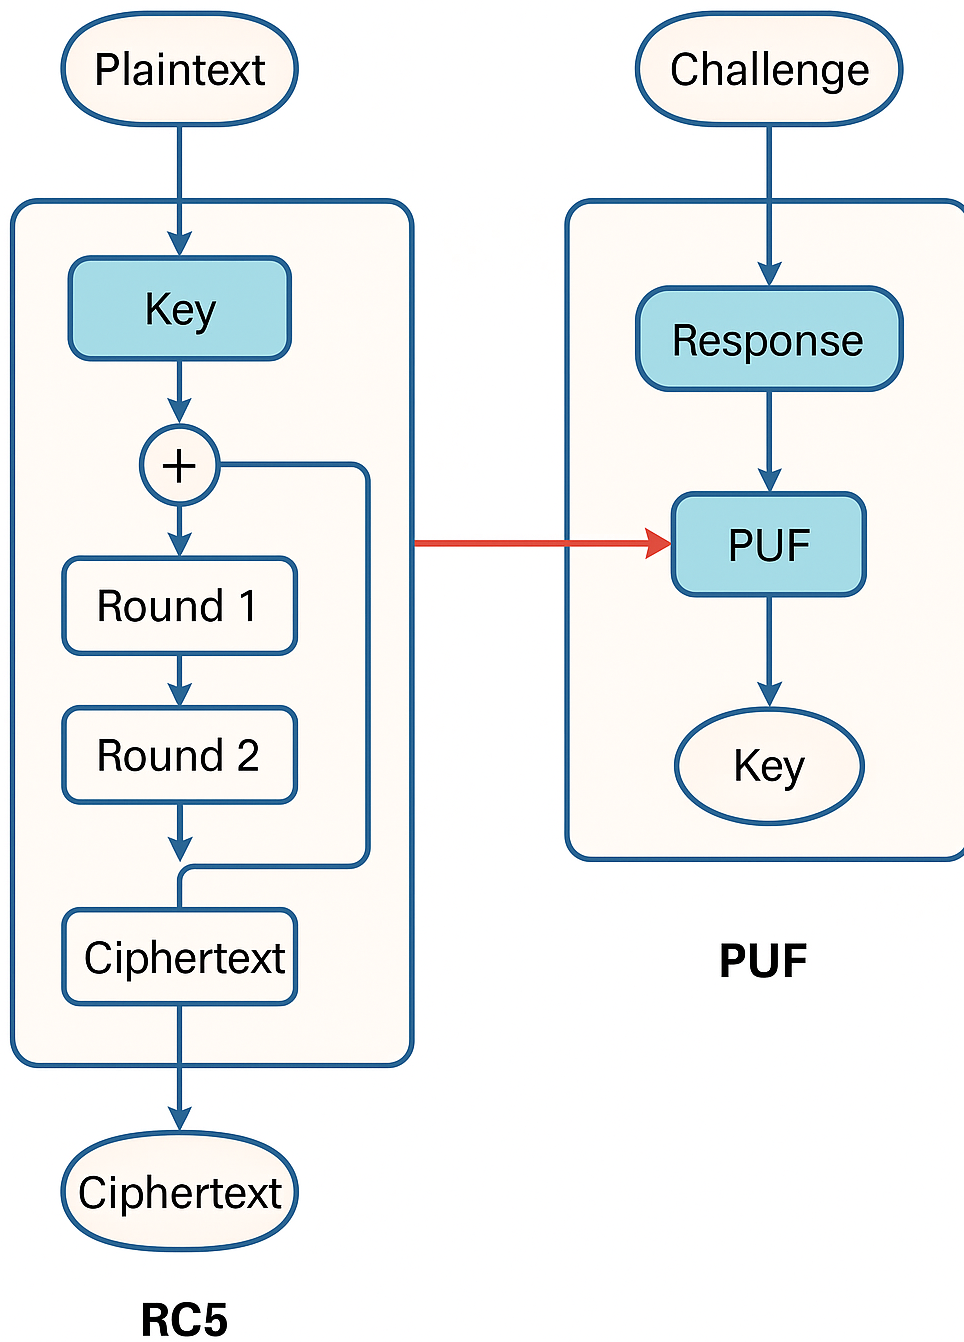 Plaintext
Key
+
Round 1
Round 2
Ciphertext
Ciphertext
RC5
Challenge
Response
PUF
Key
PUF